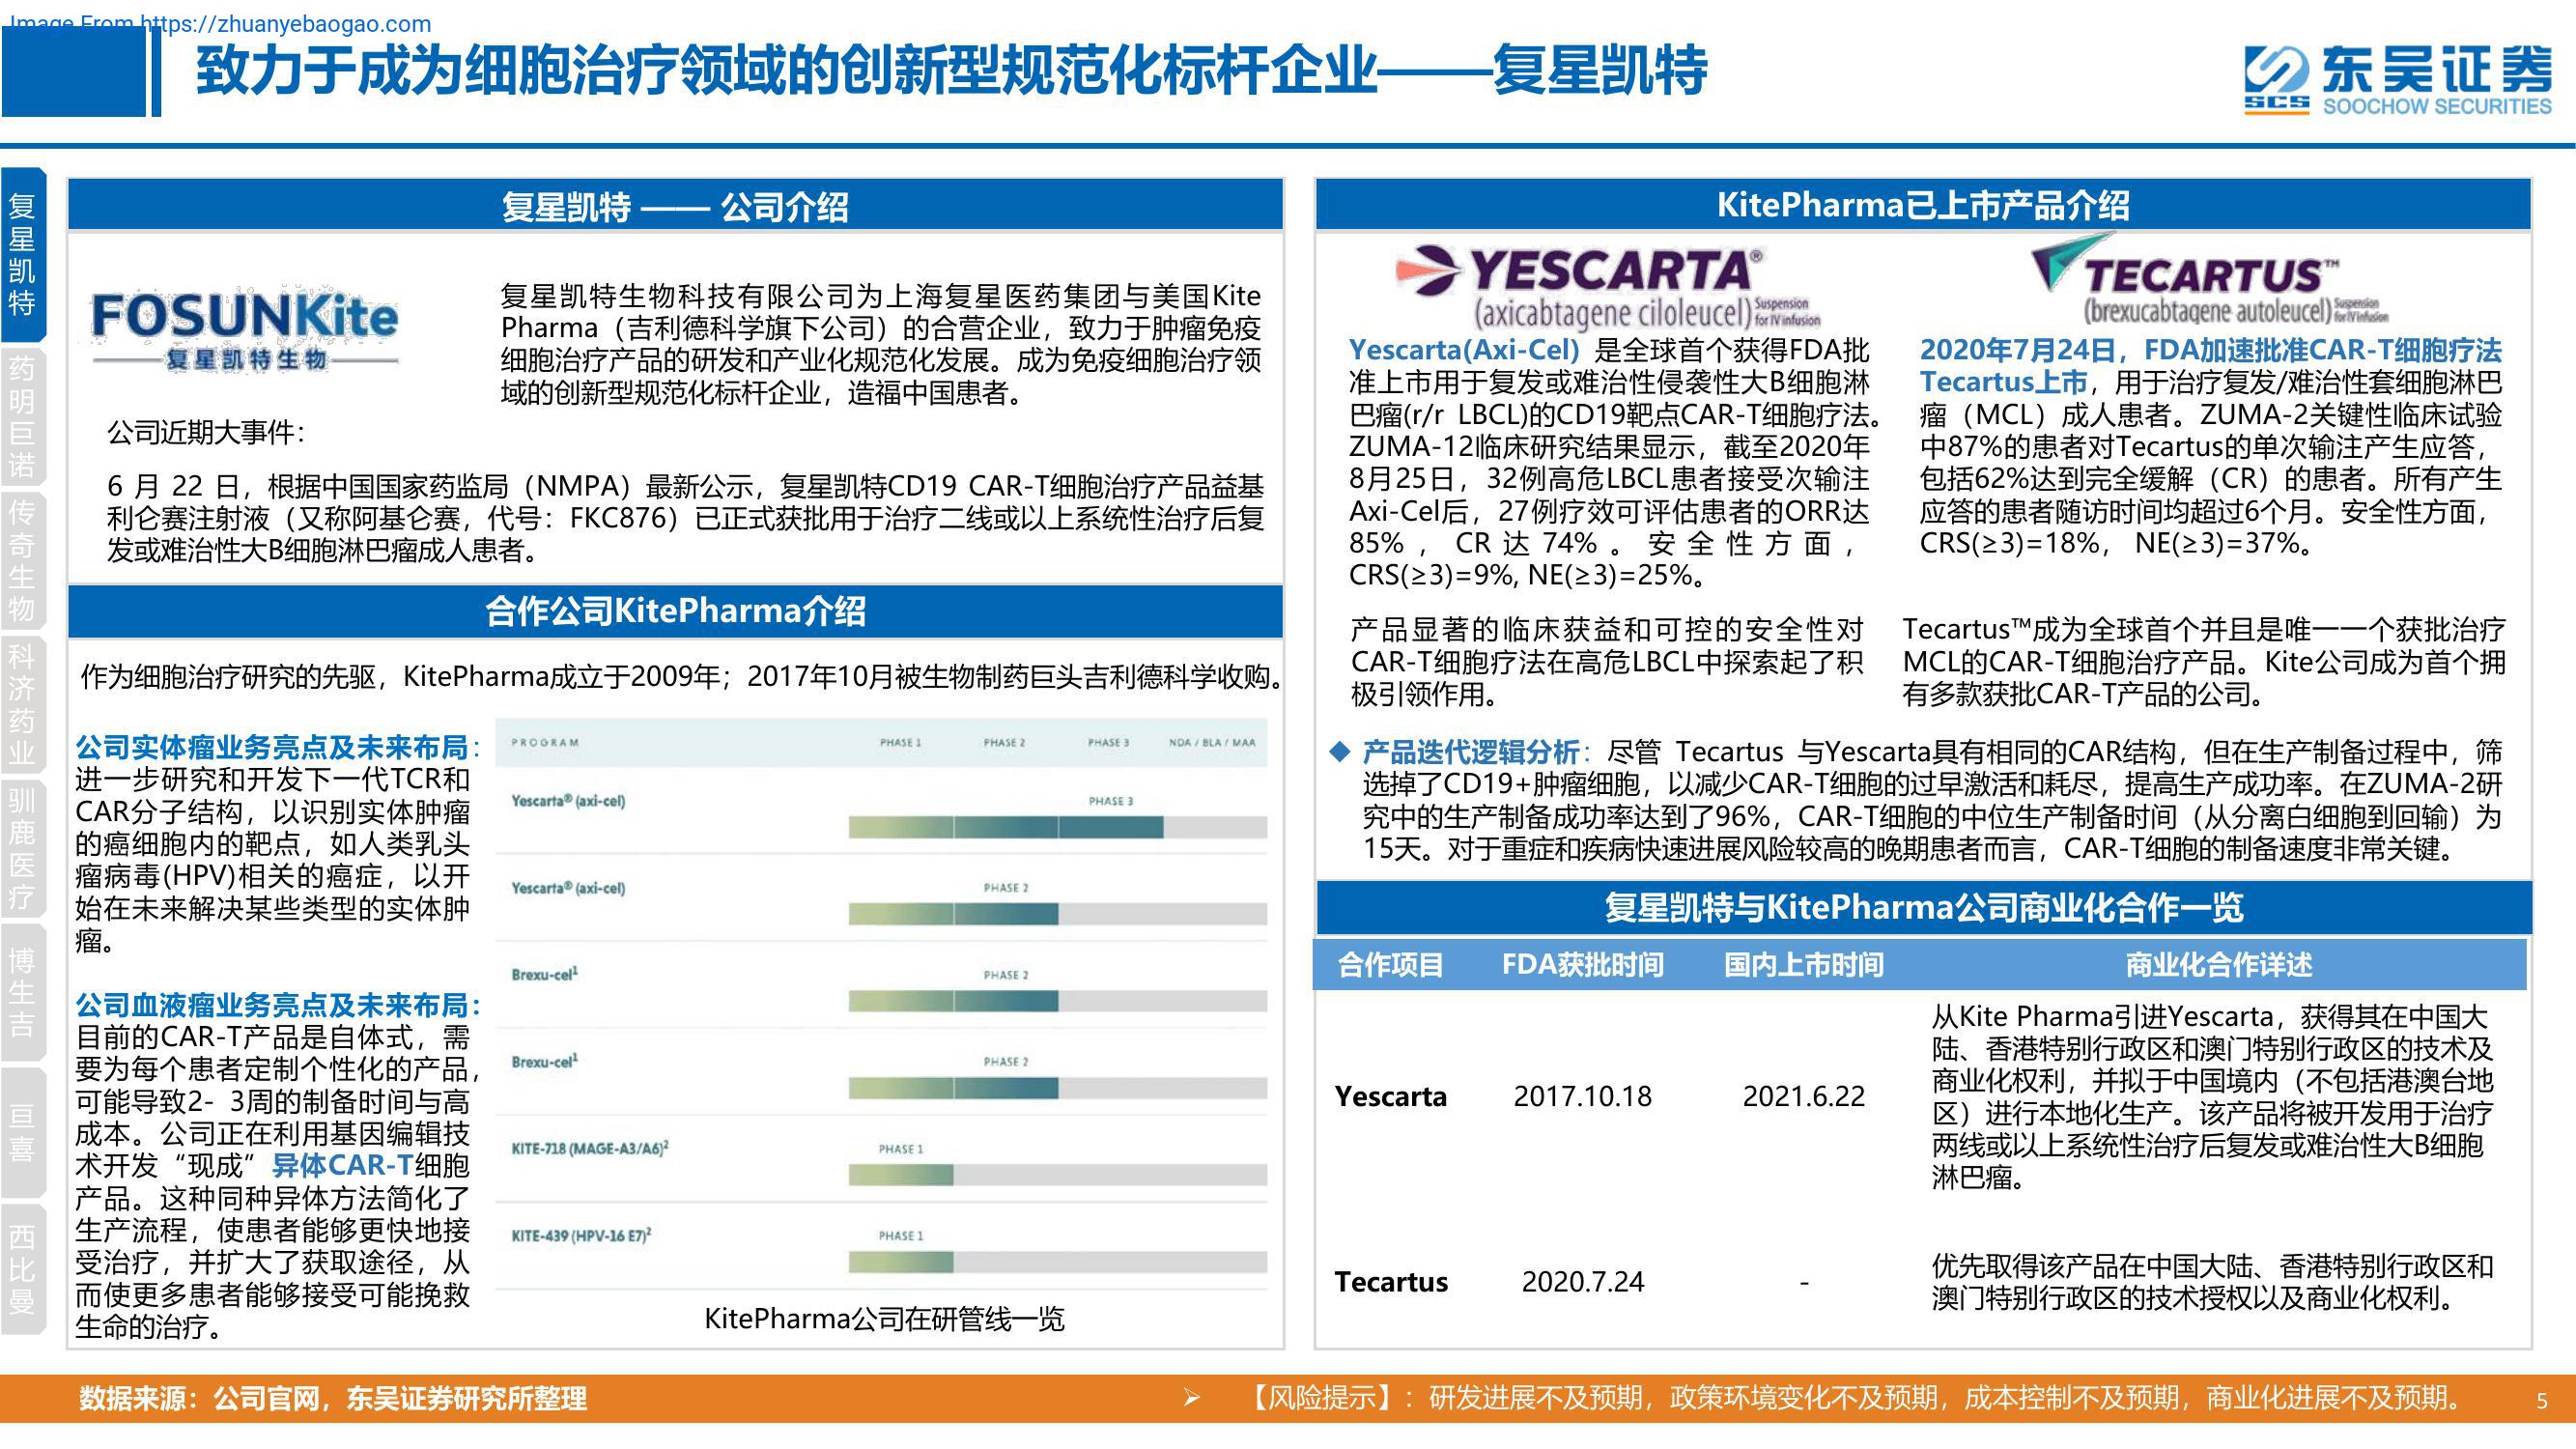 Image From https://zhuanyebaogao.com
致力于成为细胞治疗领域的创新型规范化标杆企业——复星凯特
东吴证券
SCS SOOCHOW SECURITIES
复星凯特
药明巨诺
传奇生物
科济药业
驯鹿医疗
博生吉
亘喜
西比曼
复星凯特 —— 公司介绍
FOSUNKite
复星凯特生物
复星凯特生物科技有限公司为上海复星医药集团与美国Kite
Pharma（吉利德科学旗下公司）的合营企业，致力于肿瘤免疫
细胞治疗产品的研发和产业化规范化发展。成为免疫细胞治疗领
域的创新型规范化标杆企业，造福中国患者。
公司近期大事件：
6 月 22 日，根据中国国家药监局（NMPA）最新公示，复星凯特CD19 CAR-T细胞治疗产品益基
利仑赛注射液（又称阿基仑赛，代号：FKC876）已正式获批用于治疗二线或以上系统性治疗后复
发或难治性大B细胞淋巴瘤成人患者。
合作公司KitePharma介绍
作为细胞治疗研究的先驱，KitePharma成立于2009年；2017年10月被生物制药巨头吉利德科学收购。
公司实体瘤业务亮点及未来布局：
进一步研究和开发下一代TCR和
CAR分子结构，以识别实体肿瘤
的癌细胞内的靶点，如人类乳头
瘤病毒(HPV)相关的癌症，以开
始在未来解决某些类型的实体肿
瘤。
公司血液瘤业务亮点及未来布局：
目前的CAR-T产品是自体式，需
要为每个患者定制个性化的产品，
可能导致2- 3周的制备时间与高
成本。公司正在利用基因编辑技
术开发“现成”异体CAR-T细胞
产品。这种同种异体方法简化了
生产流程，使患者能够更快地接
受治疗，并扩大了获取途径，从
而使更多患者能够接受可能挽救
生命的治疗。
PROGRAM PHASE 1 PHASE 2 PHASE 3 NDA / BLA / MAA
Yescarta® (axi-cel) PHASE 3
Yescarta® (axi-cel) PHASE 2
Brexu-cel¹ PHASE 2
Brexu-cel¹ PHASE 2
KITE-718 (MAGE-A3/A6)² PHASE 1
KITE-439 (HPV-16 E7)² PHASE 1
KitePharma公司在研管线一览
KitePharma已上市产品介绍
YESCARTA®
(axicabtagene ciloleucel) Suspension for IV infusion
Yescarta(Axi-Cel) 是全球首个获得FDA批
准上市用于复发或难治性侵袭性大B细胞淋
巴瘤(r/r LBCL)的CD19靶点CAR-T细胞疗法。
ZUMA-12临床研究结果显示，截至2020年
8月25日，32例高危LBCL患者接受次输注
Axi-Cel后，27例疗效可评估患者的ORR达
85%，CR达74%。安全性方面，
CRS(≥3)=9%, NE(≥3)=25%。
产品显著的临床获益和可控的安全性对
CAR-T细胞疗法在高危LBCL中探索起了积
极引领作用。
TECARTUS™
(brexucabtagene autoleucel) Suspension for IV infusion
2020年7月24日，FDA加速批准CAR-T细胞疗法
Tecartus上市，用于治疗复发/难治性套细胞淋巴
瘤（MCL）成人患者。ZUMA-2关键性临床试验
中87%的患者对Tecartus的单次输注产生应答，
包括62%达到完全缓解（CR）的患者。所有产生
应答的患者随访时间均超过6个月。安全性方面，
CRS(≥3)=18%， NE(≥3)=37%。
Tecartus™成为全球首个并且是唯一一个获批治疗
MCL的CAR-T细胞治疗产品。Kite公司成为首个拥
有多款获批CAR-T产品的公司。
◆ 产品迭代逻辑分析：尽管 Tecartus 与Yescarta具有相同的CAR结构，但在生产制备过程中，筛
选掉了CD19+肿瘤细胞，以减少CAR-T细胞的过早激活和耗尽，提高生产成功率。在ZUMA-2研
究中的生产制备成功率达到了96%，CAR-T细胞的中位生产制备时间（从分离白细胞到回输）为
15天。对于重症和疾病快速进展风险较高的晚期患者而言，CAR-T细胞的制备速度非常关键。
复星凯特与KitePharma公司商业化合作一览
合作项目 FDA获批时间 国内上市时间 商业化合作详述
Yescarta 2017.10.18 2021.6.22
从Kite Pharma引进Yescarta，获得其在中国大
陆、香港特别行政区和澳门特别行政区的技术及
商业化权利，并拟于中国境内（不包括港澳台地
区）进行本地化生产。该产品将被开发用于治疗
两线或以上系统性治疗后复发或难治性大B细胞
淋巴瘤。
Tecartus 2020.7.24 -
优先取得该产品在中国大陆、香港特别行政区和
澳门特别行政区的技术授权以及商业化权利。
数据来源：公司官网，东吴证券研究所整理
➢ 【风险提示】：研发进展不及预期，政策环境变化不及预期，成本控制不及预期，商业化进展不及预期。
5